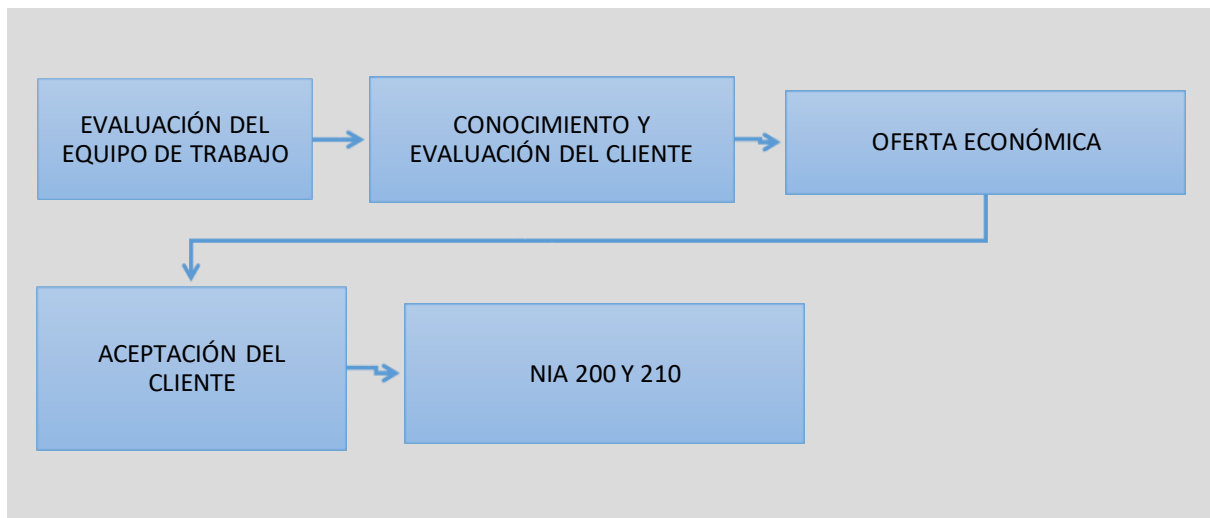 EVALUACIÓN DEL
EQUIPO DE TRABAJO
CONOCIMIENTO Y
EVALUACIÓN DEL CLIENTE
OFERTA ECONÓMICA
ACEPTACIÓN DEL
CLIENTE
NIA 200 Y 210